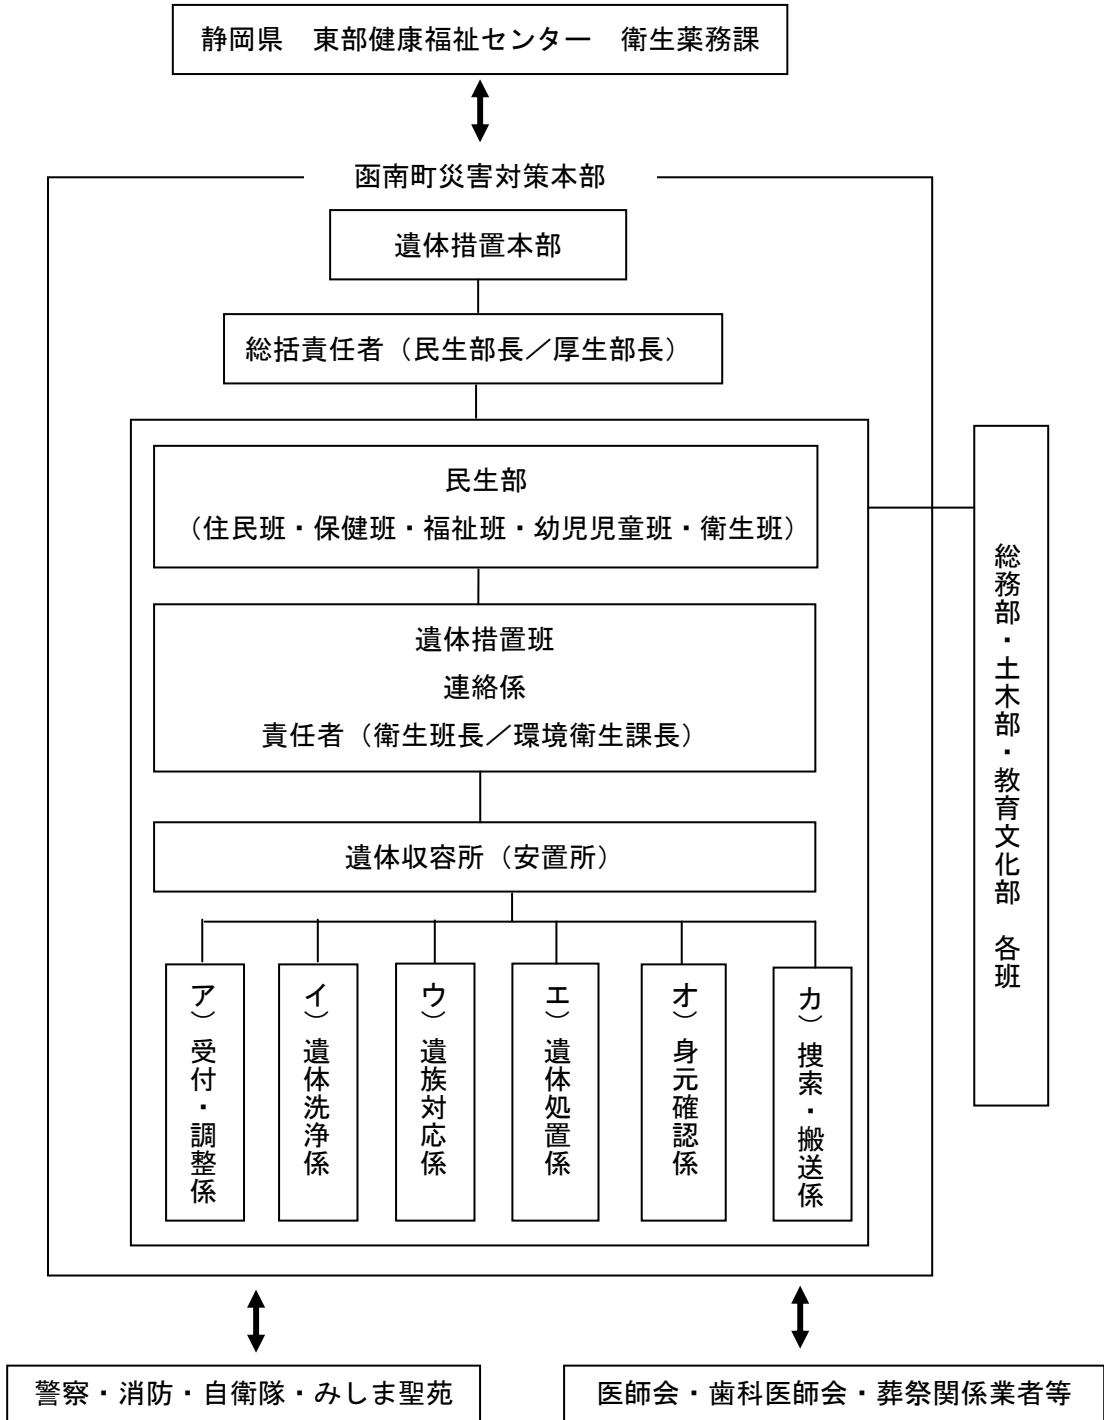 静岡県　東部健康福祉センター　衛生薬務課
函南町災害対策本部
遺体措置本部
総括責任者（民生部長／厚生部長）
民生部
（住民班・保健班・福祉班・幼児児童班・衛生班）
遺体措置班
連絡係
責任者（衛生班長／環境衛生課長）
遺体収容所（安置所）
ア）受付・調整係
イ）遺体洗浄係
ウ）遺族対応係
エ）遺体処置係
オ）身元確認係
カ）捜索・搬送係
総務部・土木部・教育文化部　各班
警察・消防・自衛隊・みしま聖苑
医師会・歯科医師会・葬祭関係業者等